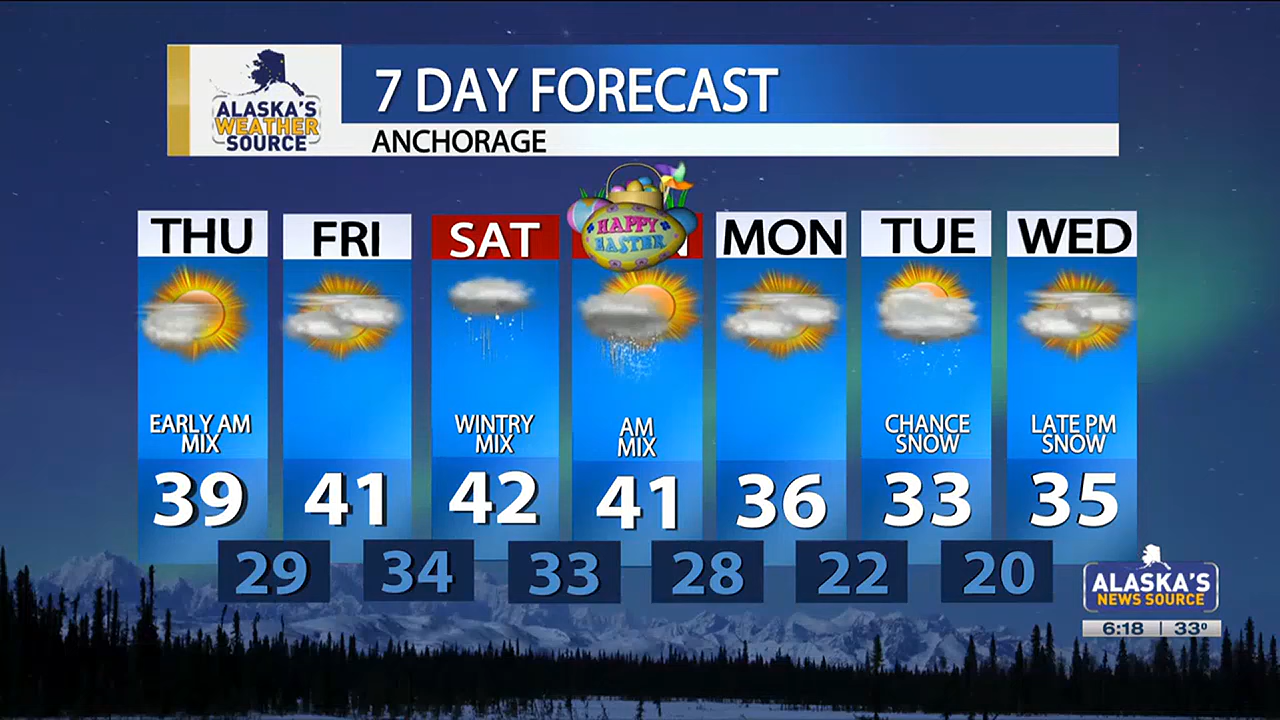 ALASKA'S
WEATHER
SOURCE
7 DAY FORECAST
ANCHORAGE
HAPPY
EASTER
THU
FRI
SAT
MON
TUE
WED
EARLY AM
MIX
WINTRY
MIX
AM
MIX
CHANCE
SNOW
LATE PM
SNOW
39
41
42
41
36
33
35
29
34
33
28
22
20
ALASKA'S
NEWS SOURCE
6:18 | 33º